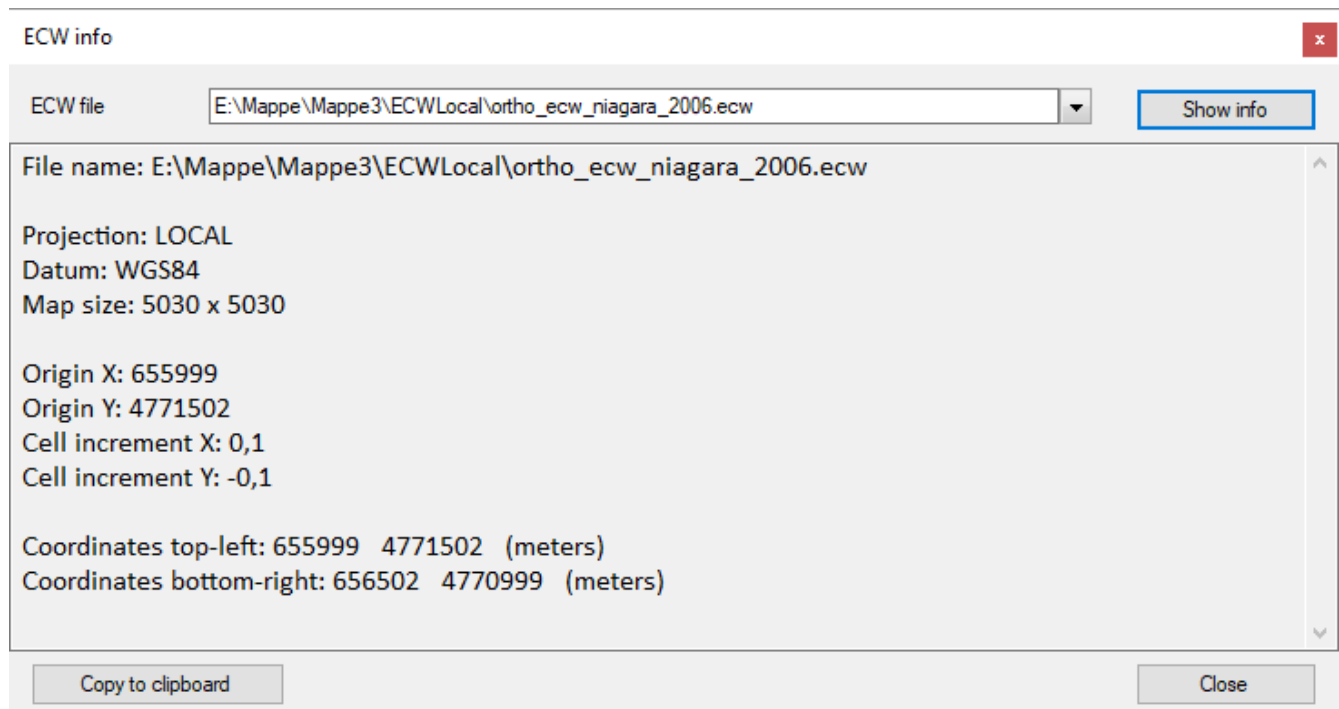 ECW info
x
ECW file E:\Mappe\Mappe3\ECWLocal\ortho_ecw_niagara_2006.ecw Show info
File name: E:\Mappe\Mappe3\ECWLocal\ortho_ecw_niagara_2006.ecw
Projection: LOCAL
Datum: WGS84
Map size: 5030 x 5030
Origin X: 655999
Origin Y: 4771502
Cell increment X: 0,1
Cell increment Y: -0,1
Coordinates top-left: 655999 4771502 (meters)
Coordinates bottom-right: 656502 4770999 (meters)
Copy to clipboard Close